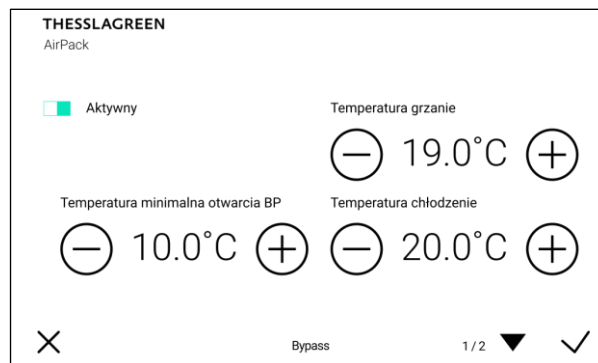 THESSLAGREEN
AirPack
Aktywny
Temperatura grzanie
19.0°C
Temperatura minimalna otwarcia BP
10.0°C
Temperatura chłodzenie
20.0°C
Bypass
1/2